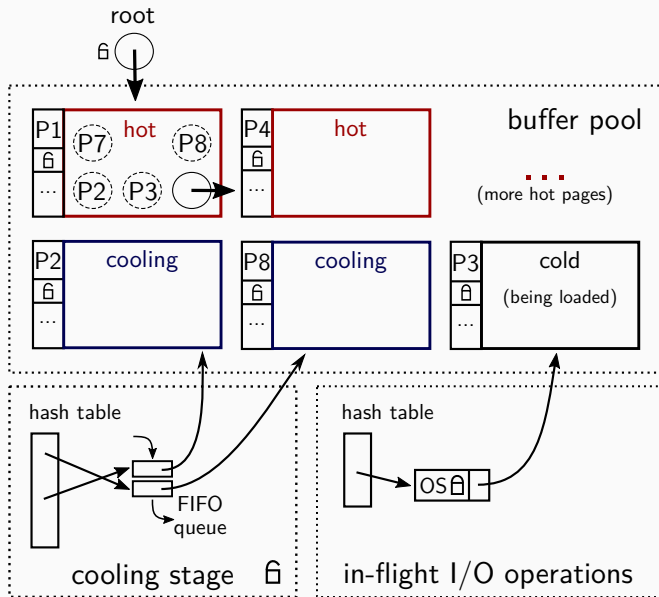 root
P1
hot
P7
P8
P2
P3
...
P4
hot
...
buffer pool
...
(more hot pages)
P2
cooling
...
P8
cooling
...
P3
cold
(being loaded)
...
hash table
FIFO
queue
cooling stage
hash table
OS
in-flight I/O operations